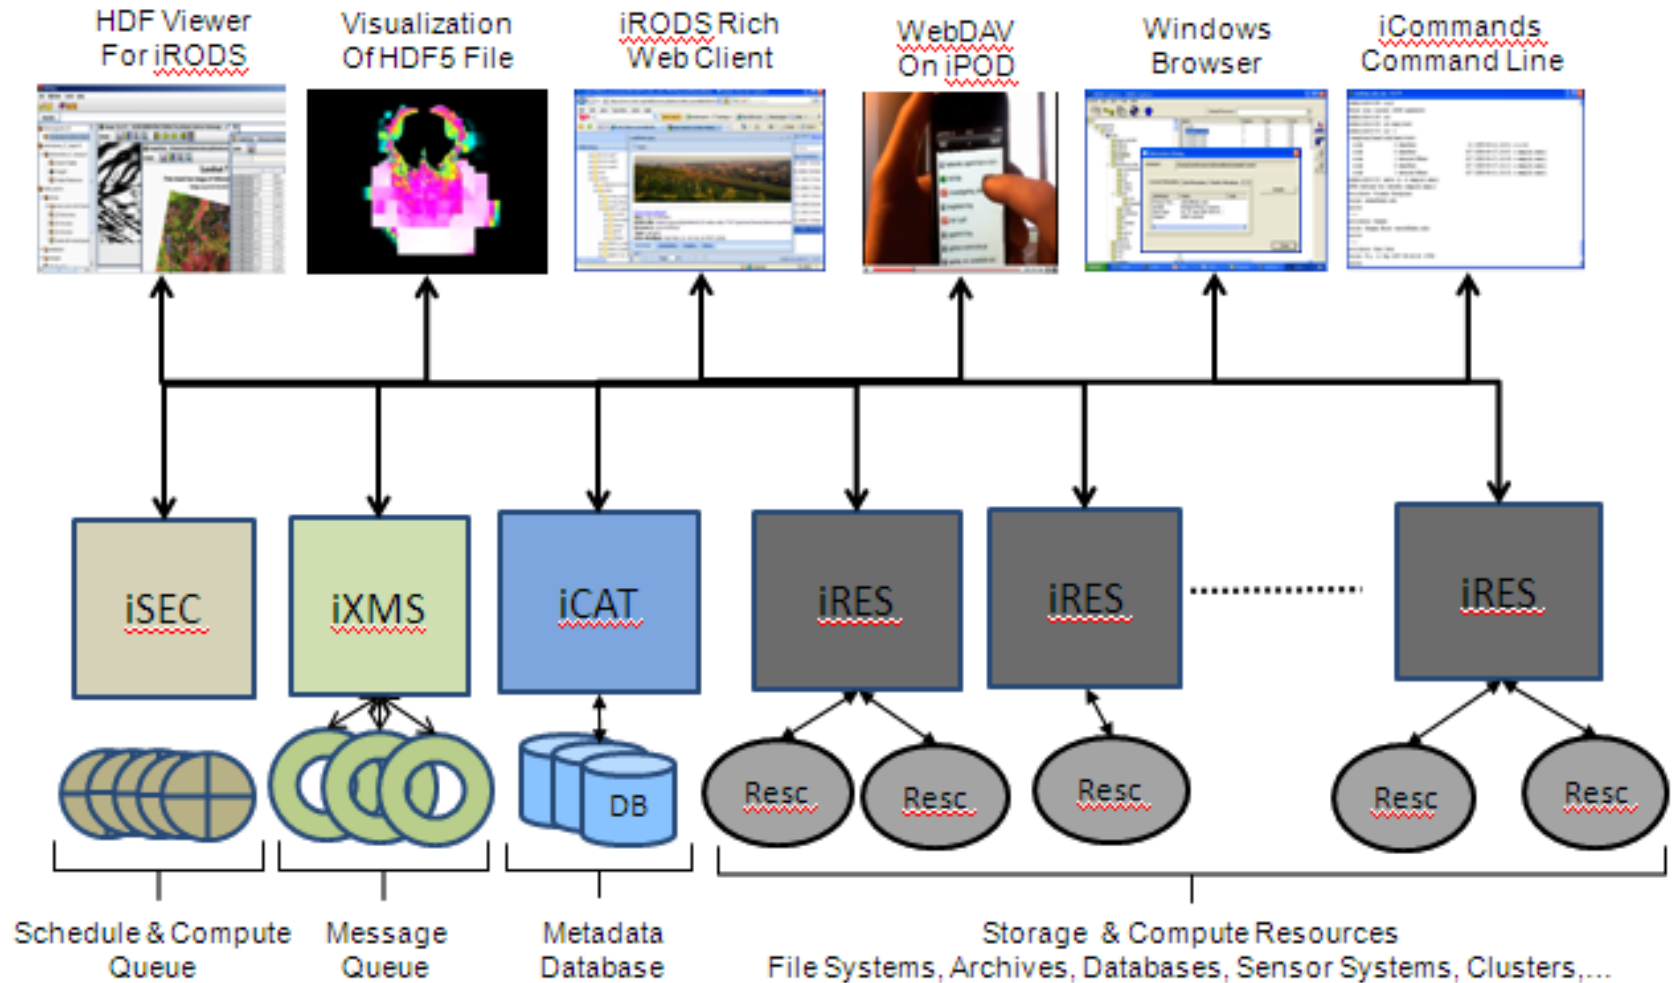 HDF Viewer
For iRODS
Visualization
Of HDF5 File
iRODS Rich
Web Client
WebDAV
On iPOD
Windows
Browser
iCommands
Command Line
iSEC
iXMS
iCAT
iRES
iRES
iRES
DB
Resc
Resc
Resc
Resc
Resc
Schedule & Compute
Queue
Message
Queue
Metadata
Database
Storage & Compute Resources
File Systems, Archives, Databases, Sensor Systems, Clusters,...